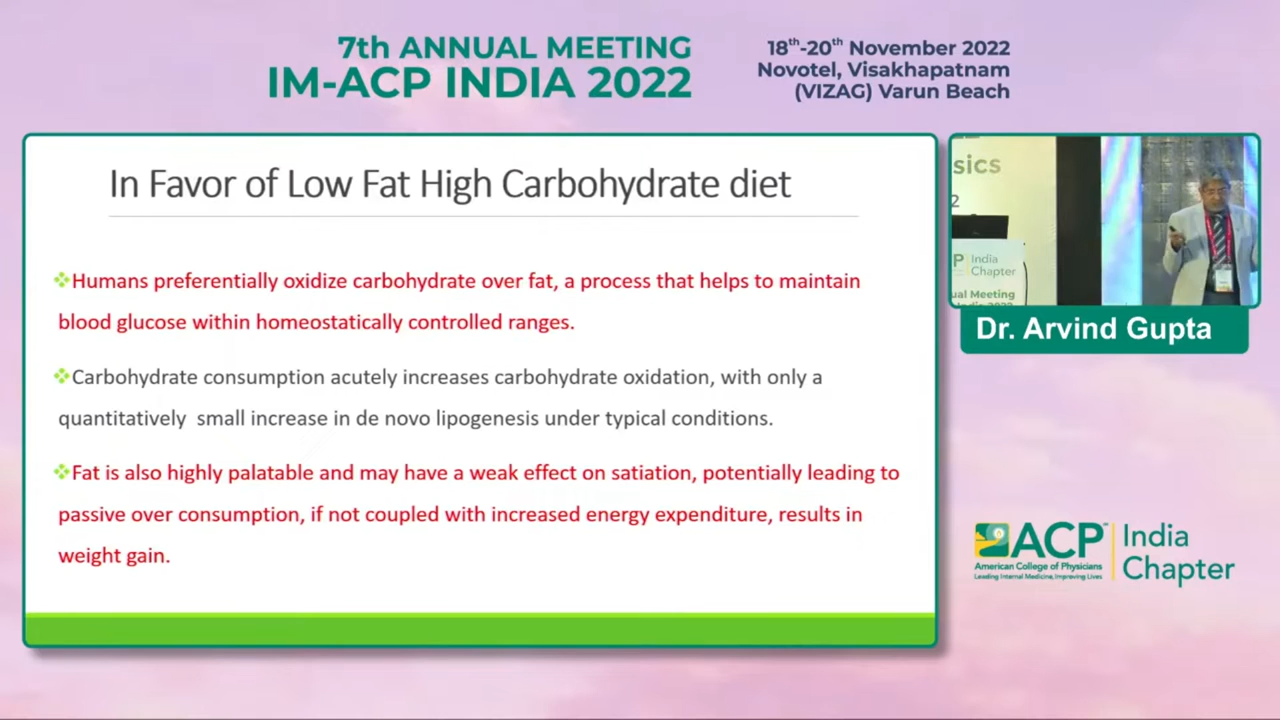 7th ANNUAL MEETING
IM-ACP INDIA 2022
18th-20th November 2022
Novotel, Visakhapatnam
(VIZAG) Varun Beach
In Favor of Low Fat High Carbohydrate diet
Humans preferentially oxidize carbohydrate over fat, a process that helps to maintain
blood glucose within homeostatically controlled ranges.
Carbohydrate consumption acutely increases carbohydrate oxidation, with only a
quantitatively small increase in de novo lipogenesis under typical conditions.
Fat is also highly palatable and may have a weak effect on satiation, potentially leading to
passive over consumption, if not coupled with increased energy expenditure, results in
weight gain.
sics
2
P India
Chapter
ual Meeting
Dr. Arvind Gupta
ACP™
American College of Physicians
Leading Internal Medicine, Improving Lives
India
Chapter